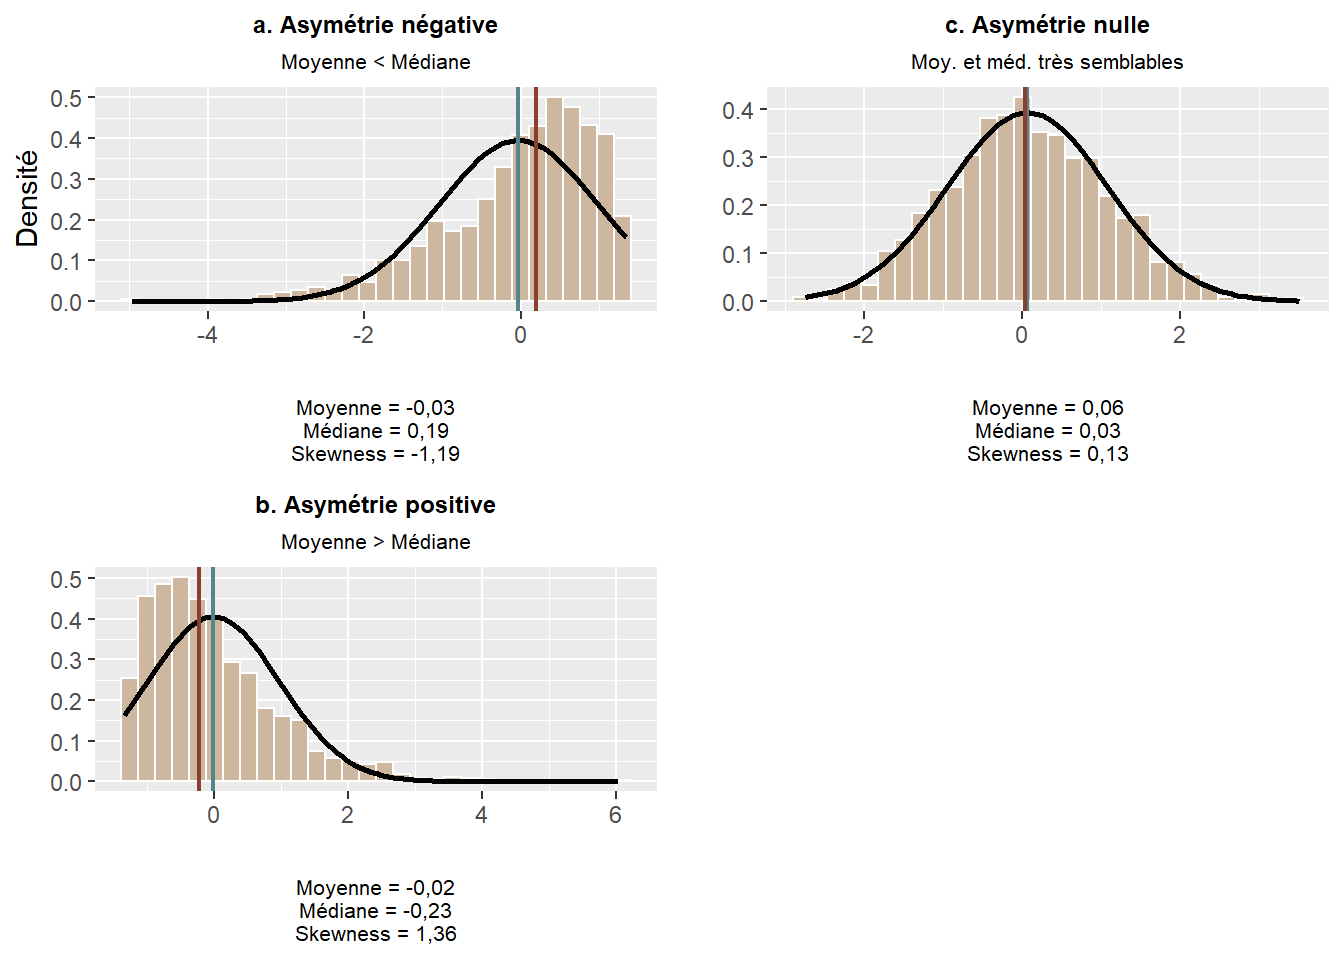 a. Asymétrie négative
Moyenne < Médiane
Densité
0.5
0.4
0.3
0.2
0.1
0.0
-4 -2 0
Moyenne = -0,03
Médiane = 0,19
Skewness = -1,19
c. Asymétrie nulle
Moy. et méd. très semblables
0.4
0.3
0.2
0.1
0.0
-2 0 2
Moyenne = 0,06
Médiane = 0,03
Skewness = 0,13
b. Asymétrie positive
Moyenne > Médiane
0.5
0.4
0.3
0.2
0.1
0.0
0 2 4 6
Moyenne = -0,02
Médiane = -0,23
Skewness = 1,36